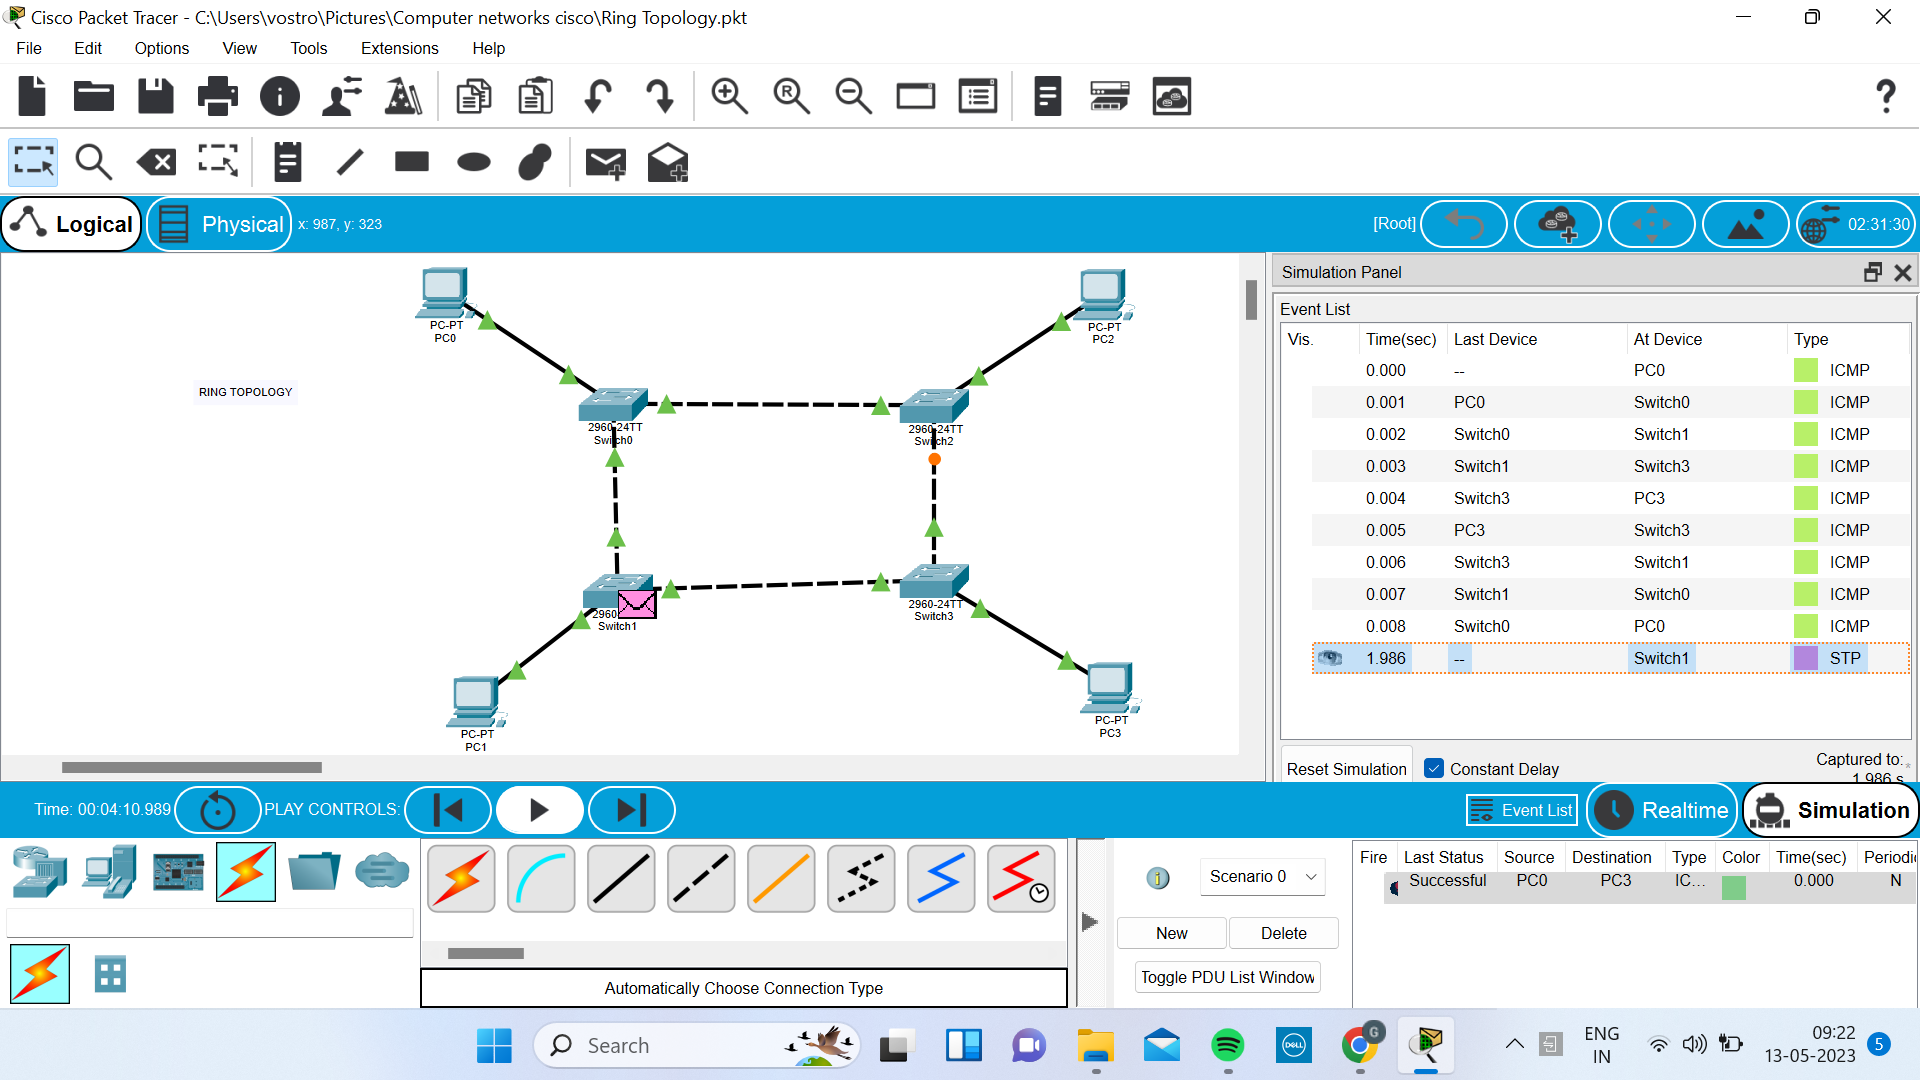 Cisco Packet Tracer - C:\Users\vostro\Pictures\Computer networks cisco\Ring Topology.pkt
File Edit Options View Tools Extensions Help
Logical Physical x: 987, y: 323 [Root] 02:31:30
Simulation Panel
Event List
Vis. Time(sec) Last Device At Device Type
0.000 -- PC0 ICMP
0.001 PC0 Switch0 ICMP
0.002 Switch0 Switch1 ICMP
0.003 Switch1 Switch3 ICMP
0.004 Switch3 PC3 ICMP
0.005 PC3 Switch3 ICMP
0.006 Switch3 Switch1 ICMP
0.007 Switch1 Switch0 ICMP
0.008 Switch0 PC0 ICMP
1.986 -- Switch1 STP
Reset Simulation Constant Delay Captured to:*
1.986 s
PC-PT
PC0
PC-PT
PC2
RING TOPOLOGY
2960-24TT
Switch0
2960-24TT
Switch2
2960
Switch1
2960-24TT
Switch3
PC-PT
PC1
PC-PT
PC3
Time: 00:04:10.989 PLAY CONTROLS: Event List Realtime Simulation
Scenario 0
New Delete
Toggle PDU List Window
Fire Last Status Source Destination Type Color Time(sec) Periodic
Successful PC0 PC3 IC... 0.000 N
Automatically Choose Connection Type
Search
DELL
G
ENG
IN
09:22
13-05-2023
5